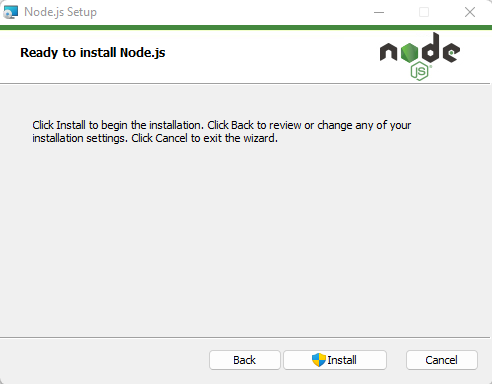 Node.js Setup
Ready to install Node.js
node
JS
Click Install to begin the installation. Click Back to review or change any of your
installation settings. Click Cancel to exit the wizard.
Back
Install
Cancel